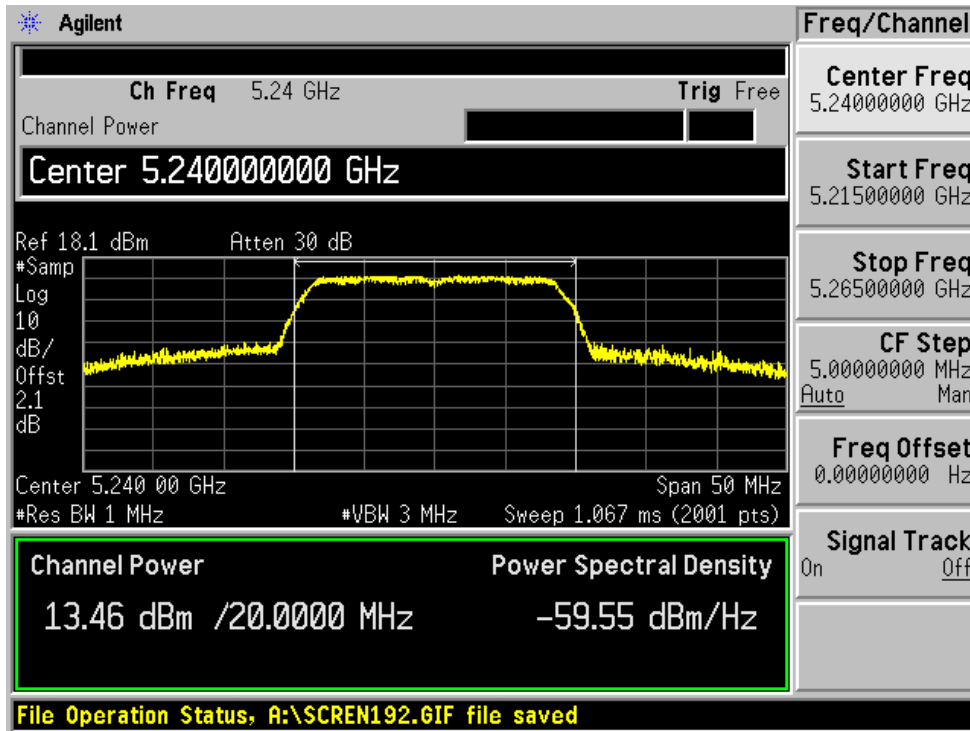 Agilent
Freq/Channel
Ch Freq 5.24 GHz Trig Free
Channel Power
Center 5.240000000 GHz
Ref 18.1 dBm Atten 30 dB
#Samp
Log
10
dB/
Offst
2.1
dB
Center 5.240 00 GHz Span 50 MHz
#Res BW 1 MHz #VBW 3 MHz Sweep 1.067 ms (2001 pts)
Channel Power Power Spectral Density
13.46 dBm /20.0000 MHz -59.55 dBm/Hz
File Operation Status, A:\SCREN192.GIF file saved
Center Freq
5.24000000 GHz
Start Freq
5.21500000 GHz
Stop Freq
5.26500000 GHz
CF Step
5.00000000 MHz
Auto Man
Freq Offset
0.00000000 Hz
Signal Track
On Off